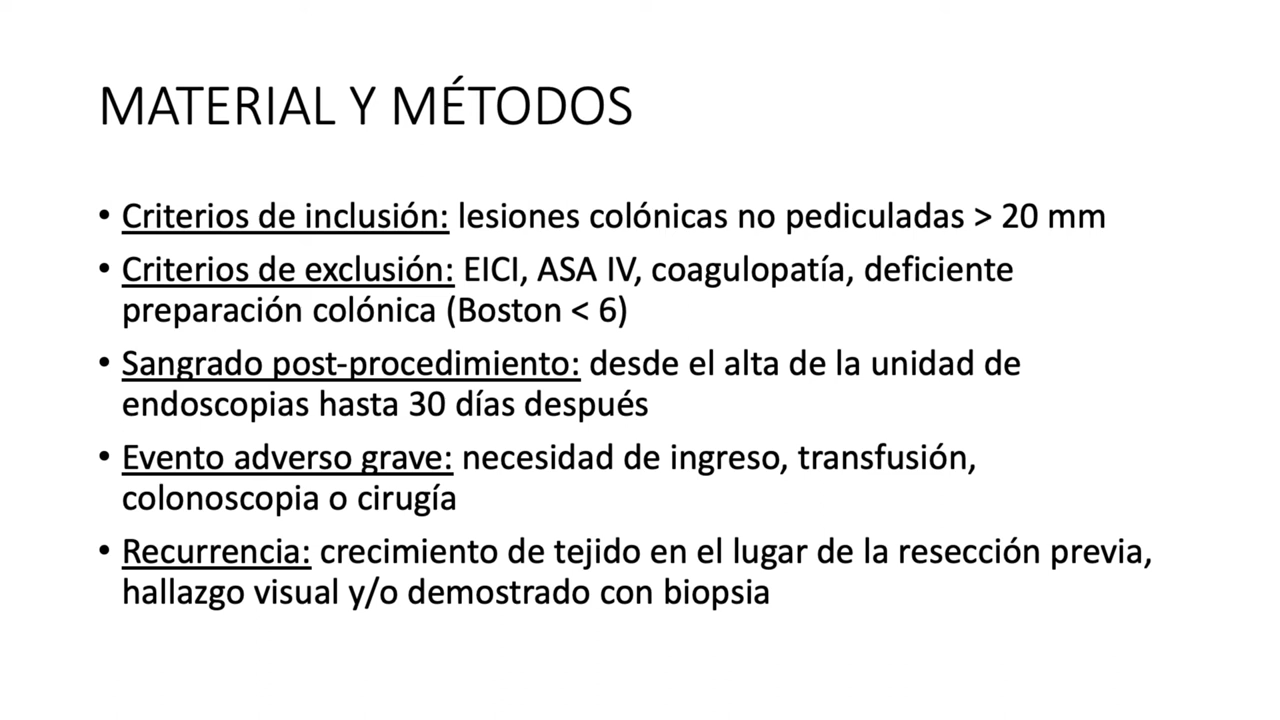 MATERIAL Y MÉTODOS
• Criterios de inclusión: lesiones colónicas no pediculadas > 20 mm
• Criterios de exclusión: EICI, ASA IV, coagulopatía, deficiente
preparación colónica (Boston < 6)
• Sangrado post-procedimiento: desde el alta de la unidad de
endoscopias hasta 30 días después
• Evento adverso grave: necesidad de ingreso, transfusión,
colonoscopia o cirugía
• Recurrencia: crecimiento de tejido en el lugar de la resección previa,
hallazgo visual y/o demostrado con biopsia